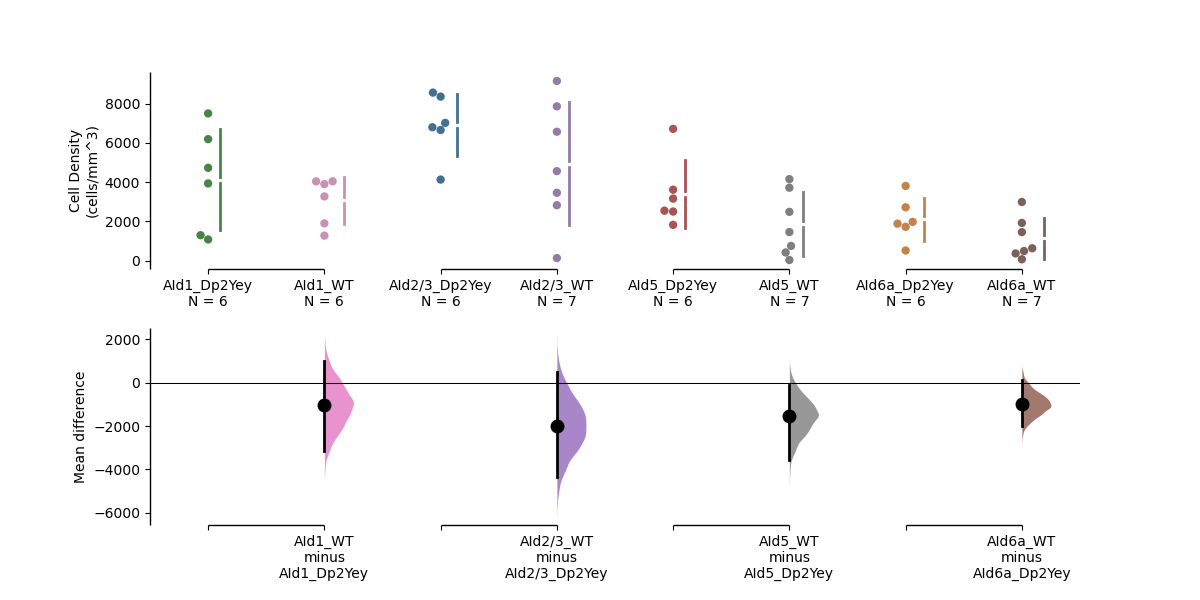 Cell Density
(cells/mm^3)
8000
6000
4000
2000
0
AId1_Dp2Yey
N = 6
AId1_WT
N = 6
AId2/3_Dp2Yey
N = 6
AId2/3_WT
N = 7
AId5_Dp2Yey
N = 6
AId5_WT
N = 7
AId6a_Dp2Yey
N = 6
AId6a_WT
N = 7
Mean difference
2000
0
−2000
−4000
−6000
AId1_WT
minus
AId1_Dp2Yey
AId2/3_WT
minus
AId2/3_Dp2Yey
AId5_WT
minus
AId5_Dp2Yey
AId6a_WT
minus
AId6a_Dp2Yey